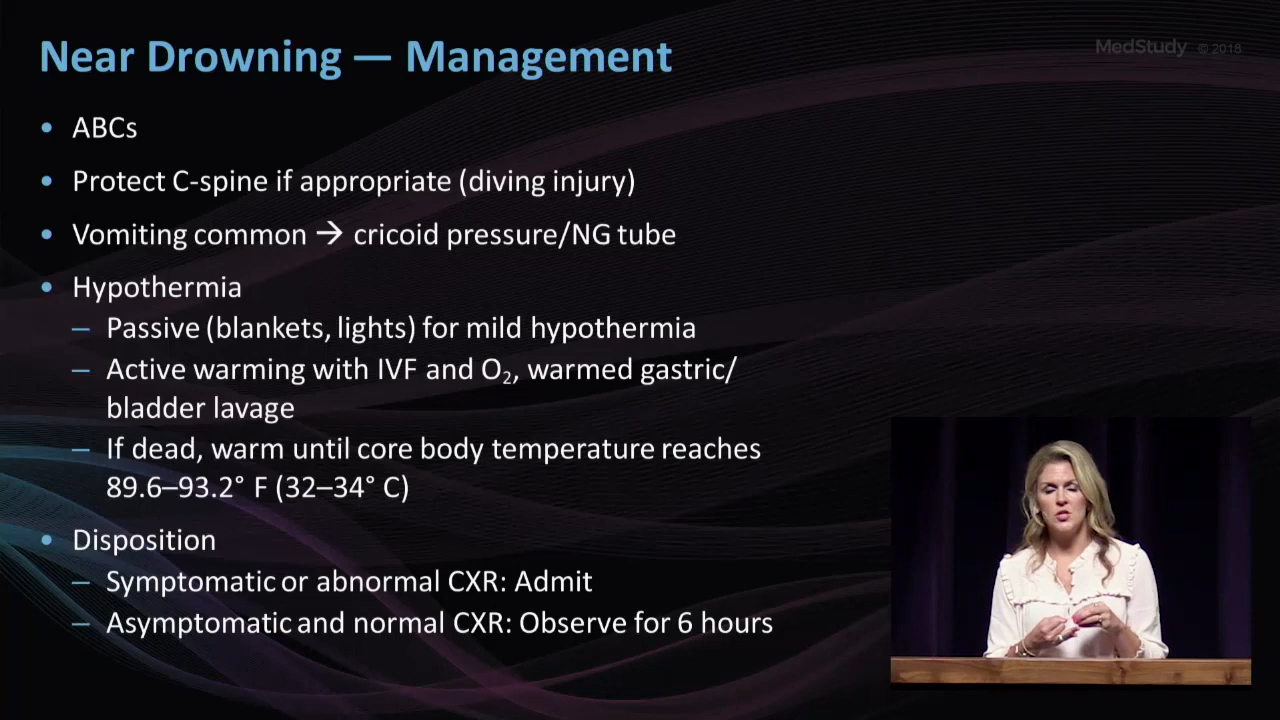 Near Drowning — Management
MedStudy © 2018
• ABCs
• Protect C-spine if appropriate (diving injury)
• Vomiting common → cricoid pressure/NG tube
• Hypothermia
– Passive (blankets, lights) for mild hypothermia
– Active warming with IVF and O₂, warmed gastric/
bladder lavage
– If dead, warm until core body temperature reaches
89.6–93.2° F (32–34° C)
• Disposition
– Symptomatic or abnormal CXR: Admit
– Asymptomatic and normal CXR: Observe for 6 hours